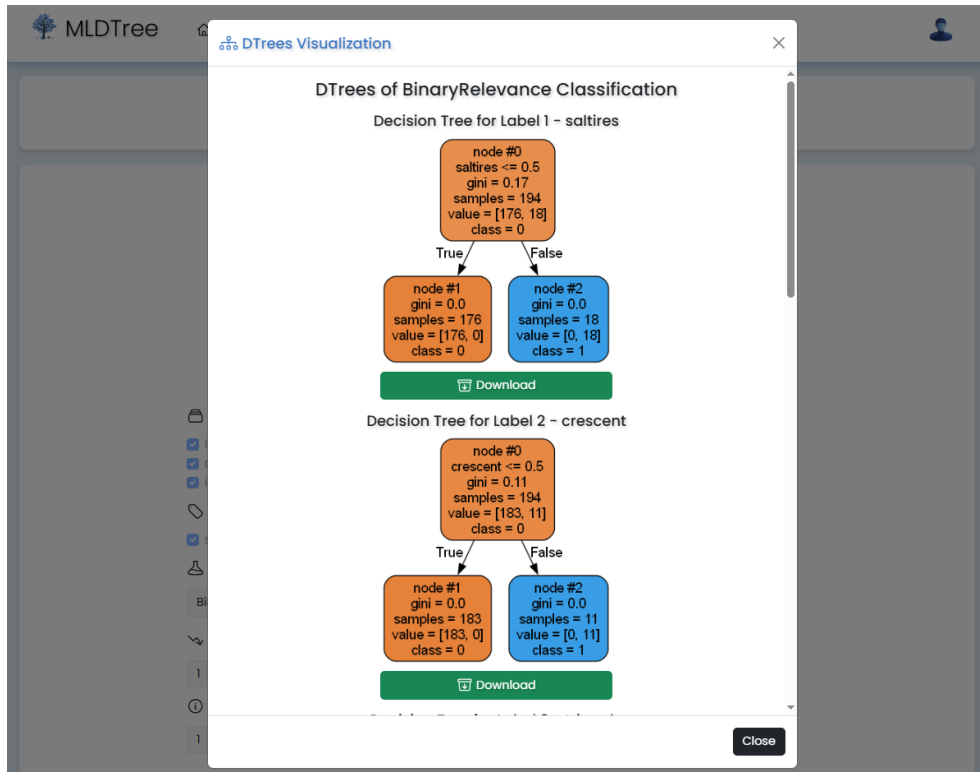 MLDTree
DTrees Visualization
DTrees of BinaryRelevance Classification
Decision Tree for Label 1 - saltires
node #0
saltires <= 0.5
gini = 0.17
samples = 194
value = [176, 18]
class = 0
True
False
node #1
gini = 0.0
samples = 176
value = [176, 0]
class = 0
node #2
gini = 0.0
samples = 18
value = [0, 18]
class = 1
Download
Decision Tree for Label 2 - crescent
node #0
crescent <= 0.5
gini = 0.11
samples = 194
value = [183, 11]
class = 0
True
False
node #1
gini = 0.0
samples = 183
value = [183, 0]
class = 0
node #2
gini = 0.0
samples = 11
value = [0, 11]
class = 1
Download
Bi
1
1
Close